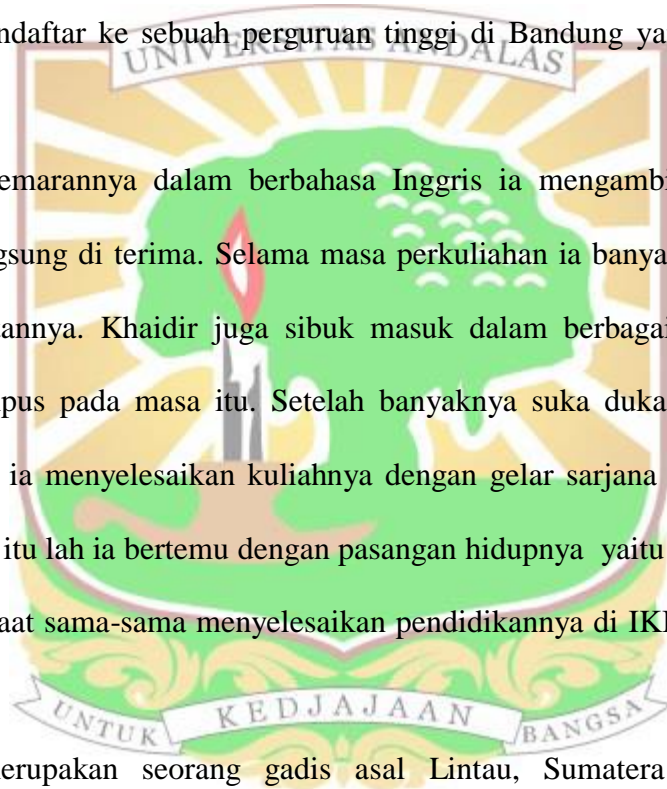 ndaftar ke sebuah perguruan tinggi di Bandung ya
UNIVERSITAS ANDALAS
emarannya dalam berbahasa Inggris ia mengambi
gsung di terima. Selama masa perkuliahan ia banya
annya. Khaidir juga sibuk masuk dalam berbagai
pus pada masa itu. Setelah banyaknya suka duka
ia menyelesaikan kuliahnya dengan gelar sarjana
itu lah ia bertemu dengan pasangan hidupnya yaitu
aat sama-sama menyelesaikan pendidikannya di IKI
UNTUK KEDJAJAAN BANGSA
erupakan seorang gadis asal Lintau, Sumatera